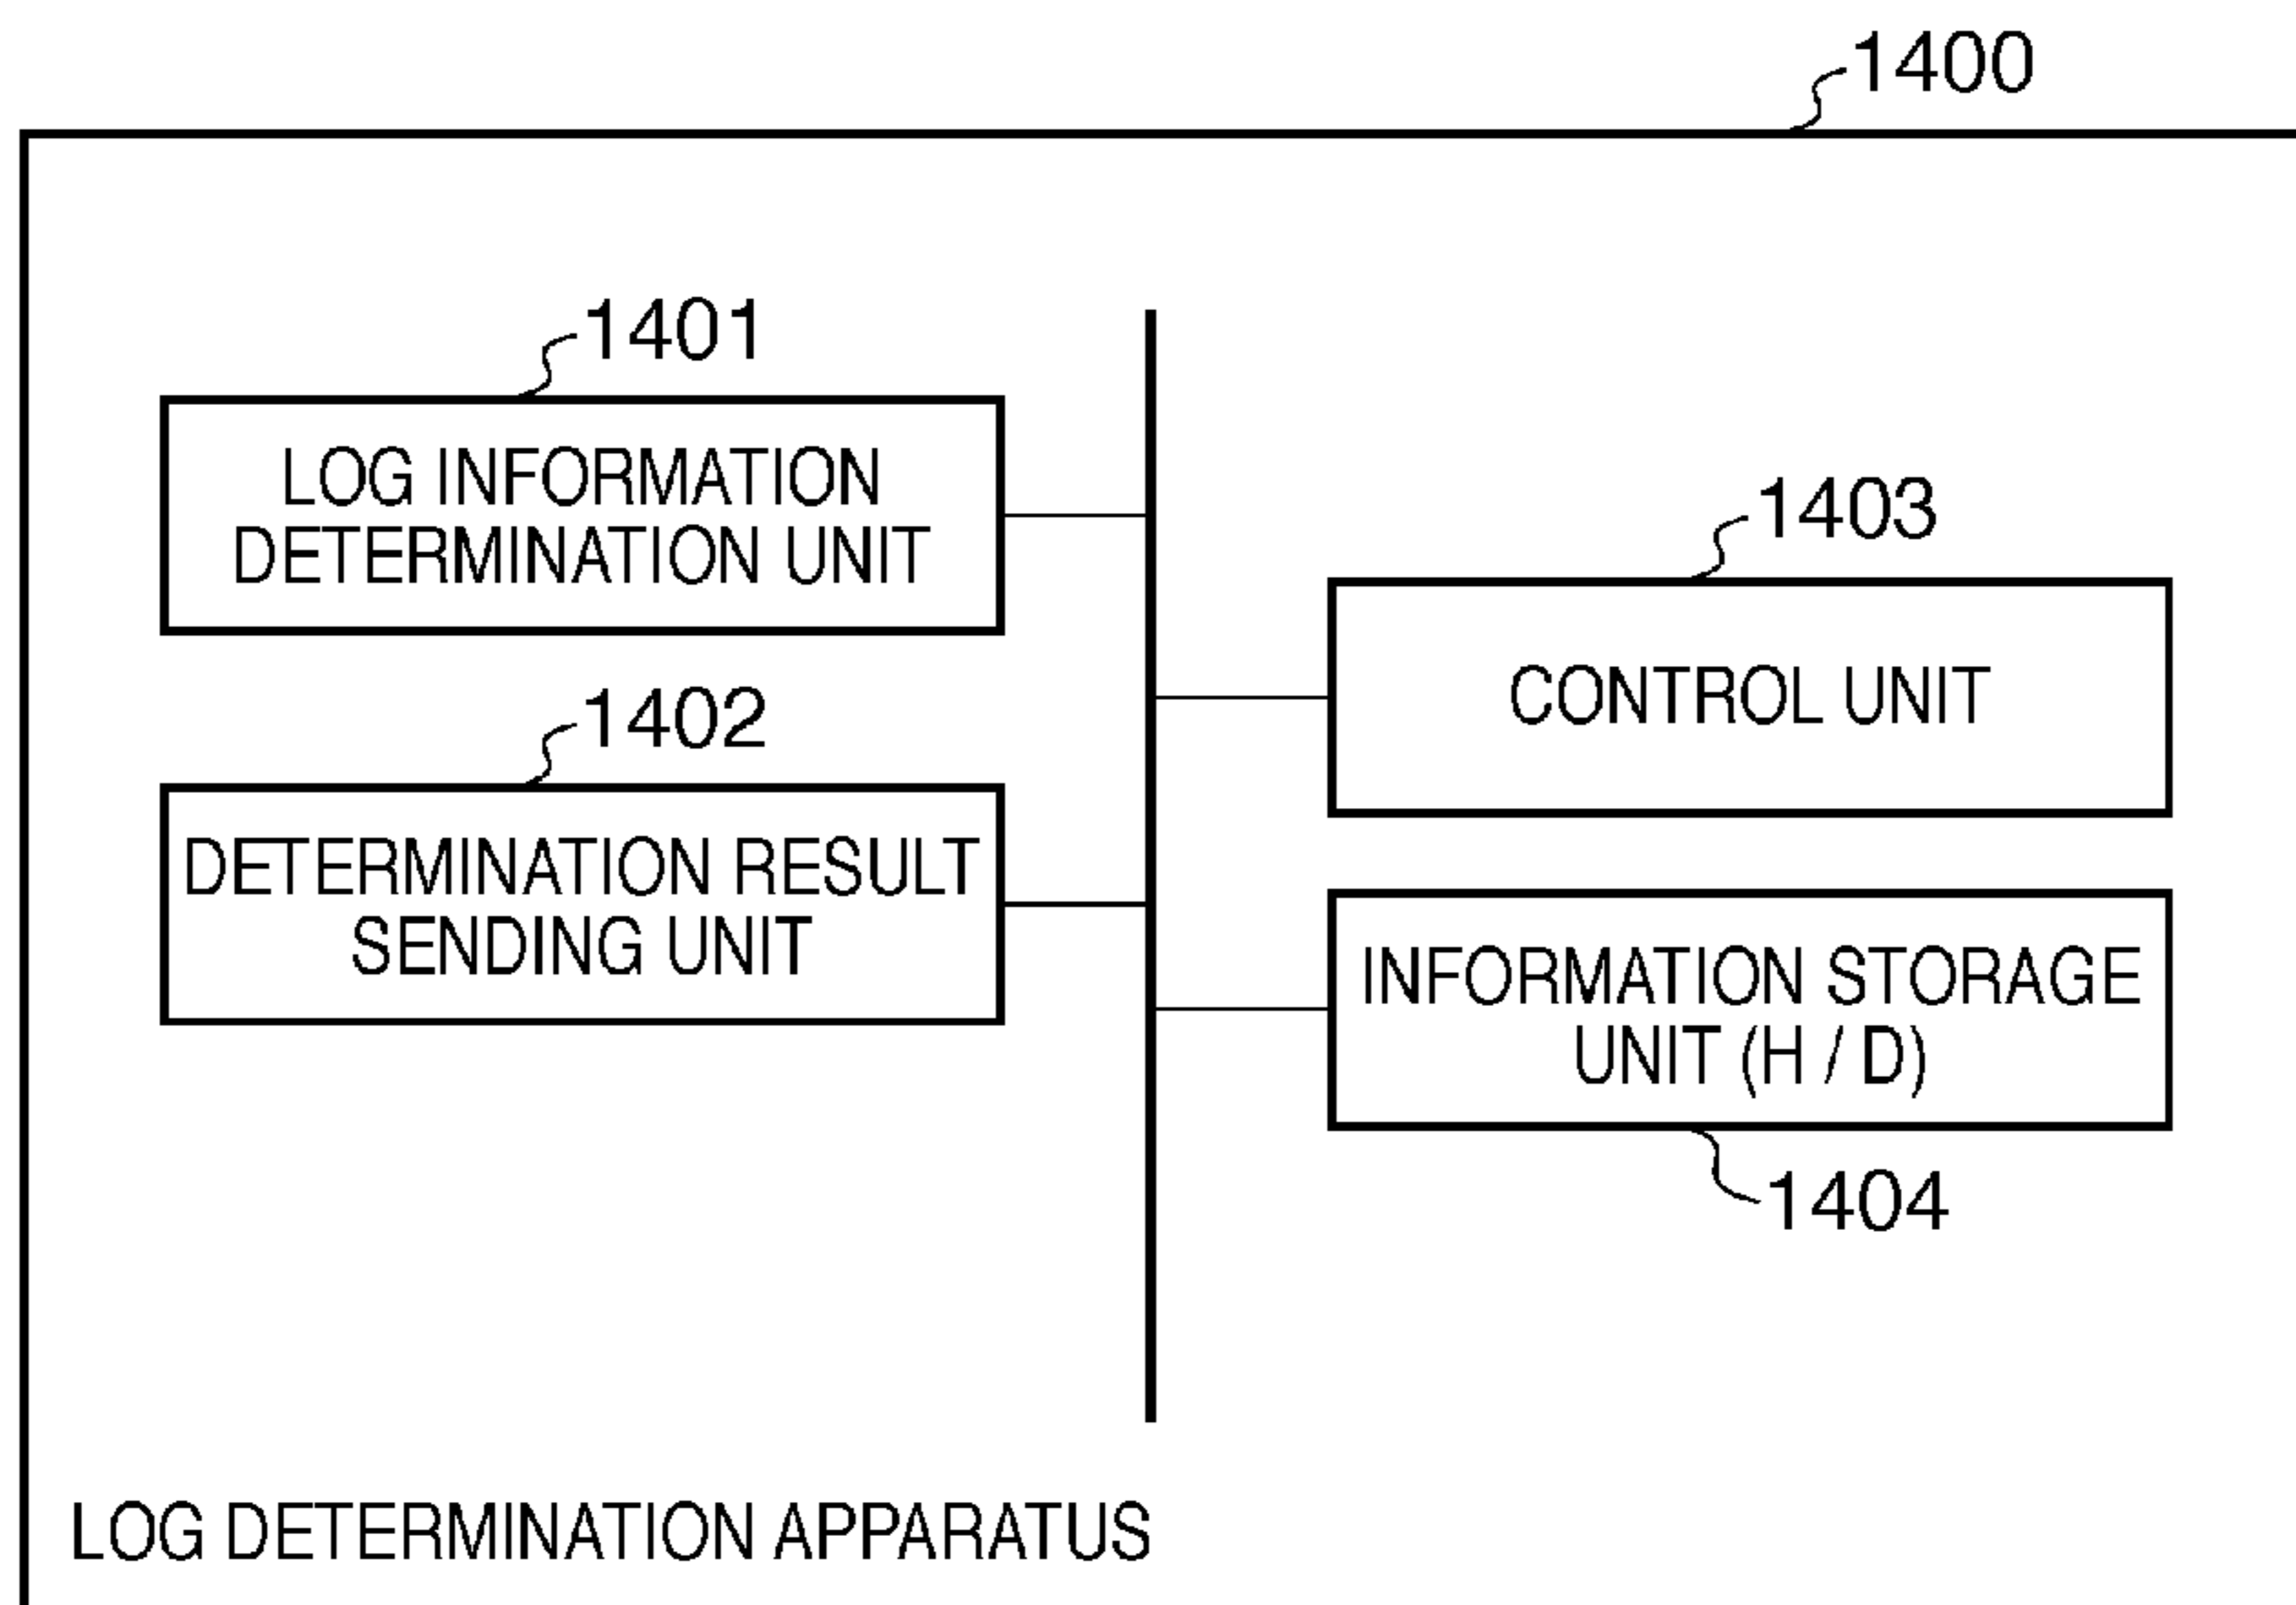 1400
1401
LOG INFORMATION
DETERMINATION UNIT
1402
DETERMINATION RESULT
SENDING UNIT
1403
CONTROL UNIT
INFORMATION STORAGE
UNIT (H / D)
1404
LOG DETERMINATION APPARATUS